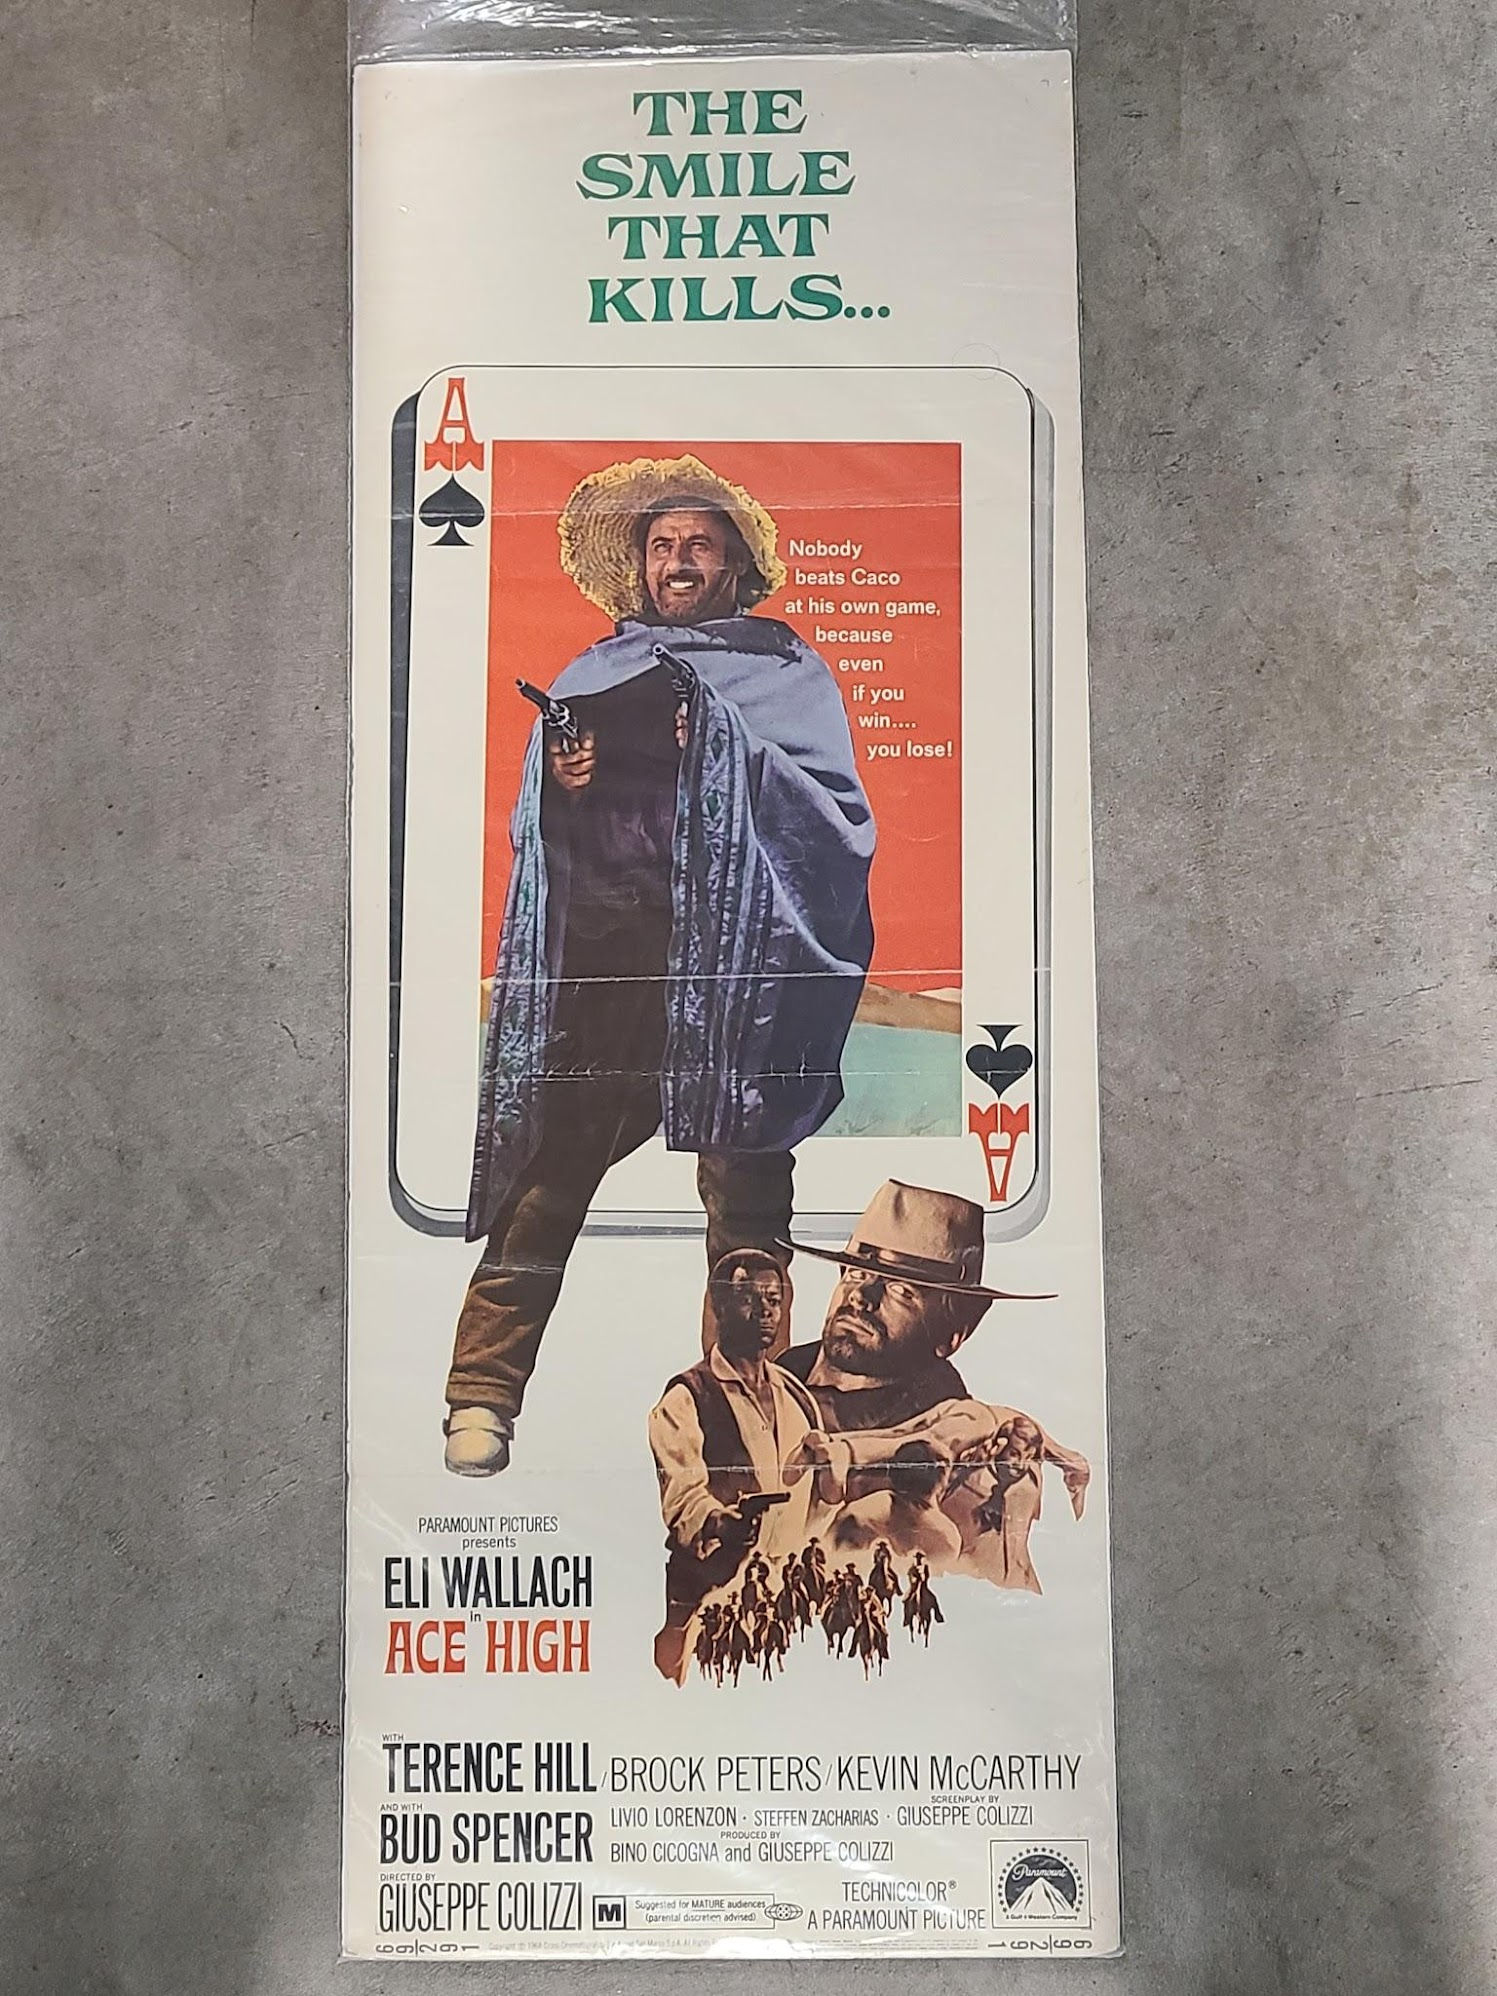 THE
SMILE
THAT
KILLS...
A
Nobody
beats Caco
at his own game,
because
even
if you
win....
you lose!
A
PARAMOUNT PICTURES
presents
ELI WALLACH
in
ACE HIGH
WITH
TERENCE HILL / BROCK PETERS / KEVIN McCARTHY
AND WITH
BUD SPENCER
LIVIO LORENZON · STEFFEN ZACHARIAS ·
SCREENPLAY BY
GIUSEPPE COLIZZI
PRODUCED BY
BINO CICOGNA and GIUSEPPE COLIZZI
DIRECTED BY
GIUSEPPE COLIZZI
M
Suggested for MATURE audiences
(parental discretion advised)
TECHNICOLOR®
A PARAMOUNT PICTURE
Paramount
A Gulf + Western Company
69/291
69/291